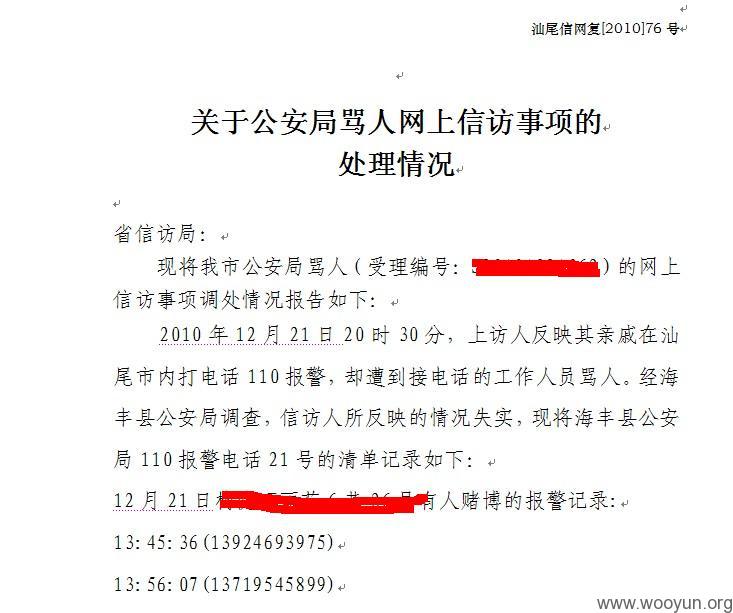 汕尾信网复[2010]76 号
关于公安局骂人网上信访事项的
处理情况
省信访局：
现将我市公安局骂人（受理编号：）的网上
信访事项调处情况报告如下：
2010 年 12 月 21 日 20 时 30 分，上访人反映其亲戚在汕
尾市内打电话 110 报警，却遭到接电话的工作人员骂人。经海
丰县公安局调查，信访人所反映的情况失实，现将海丰县公安
局 110 报警电话 21 号的清单记录如下：
12 月 21 日有人赌博的报警记录：
13：45：36(13924693975)
13：56：07(13719545899)
www.wooyun.org